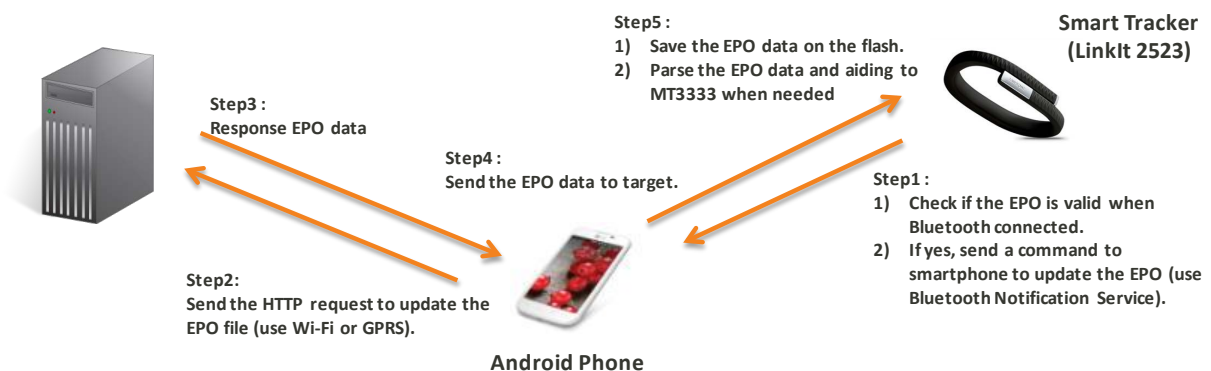 Step5 :
1) Save the EPO data on the flash.
2) Parse the EPO data and aiding to
MT3333 when needed
Smart Tracker
(LinkIt 2523)
Step3 :
Response EPO data
Step4 :
Send the EPO data to target.
Step1 :
1) Check if the EPO is valid when
Bluetooth connected.
2) If yes, send a command to
smartphone to update the EPO (use
Bluetooth Notification Service).
Step2:
Send the HTTP request to update the
EPO file (use Wi-Fi or GPRS).
Android Phone